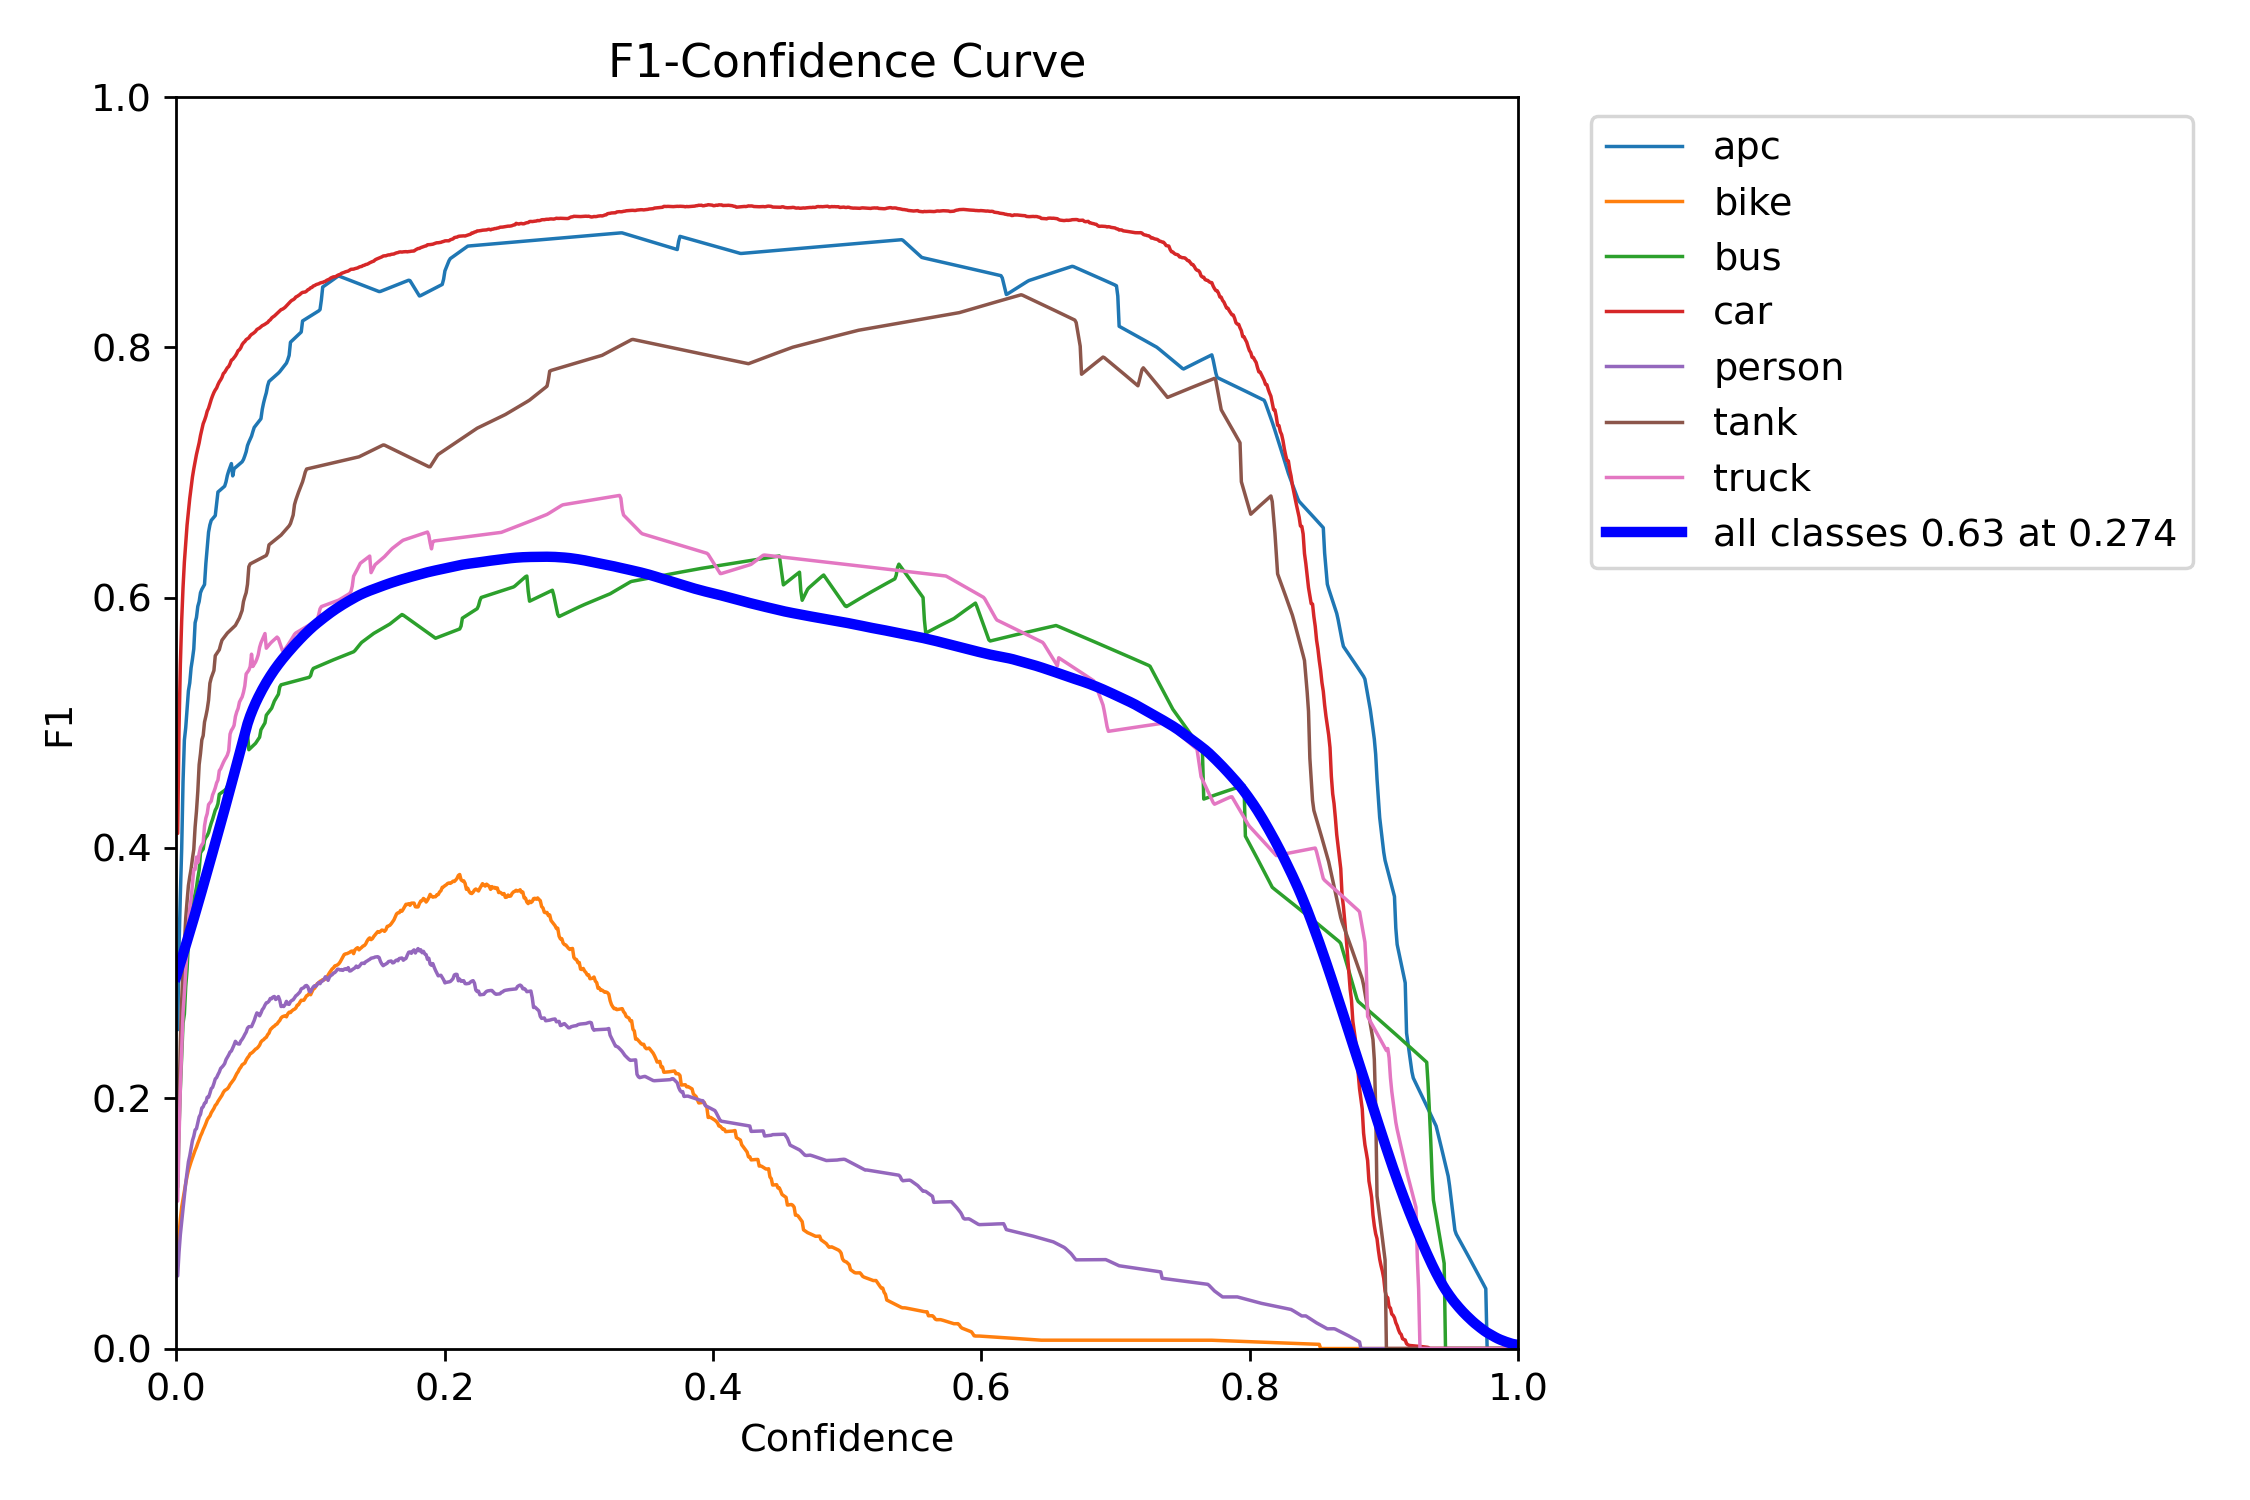 F1-Confidence Curve
1.0
0.8
0.6
0.4
0.2
0.0
F1
0.0 0.2 0.4 0.6 0.8 1.0
Confidence
apc
bike
bus
car
person
tank
truck
all classes 0.63 at 0.274